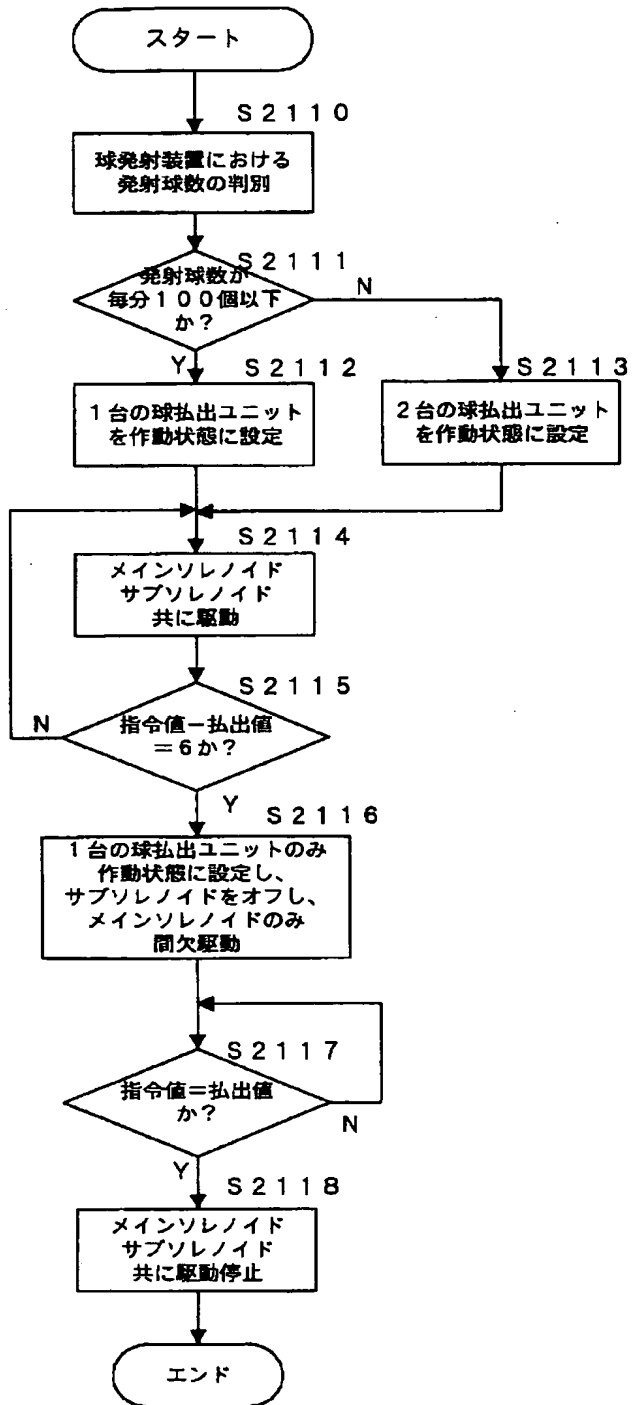 スタート
S2110
球発射装置における
発射球数の判別
S2111
発射球数が
毎分100個以下
か?
N
Y
S2112
1台の球払出ユニット
を作動状態に設定
S2113
2台の球払出ユニット
を作動状態に設定
S2114
メインソレノイド
サブソレノイド
共に駆動
S2115
指令値-払出値
=6か?
N
Y
S2116
1台の球払出ユニットのみ
作動状態に設定し、
サブソレノイドをオフし、
メインソレノイドのみ
間欠駆動
S2117
指令値=払出値
か?
N
Y
S2118
メインソレノイド
サブソレノイド
共に駆動停止
エンド